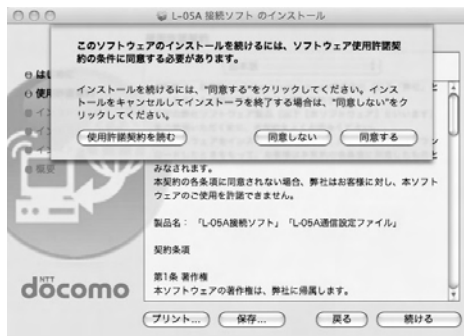 L-05A 接続ソフト のインストール
このソフトウェアのインストールを続けるには、ソフトウェア使用許諾契
約の条件に同意する必要があります。
インストールを続けるには、"同意する"をクリックしてください。インス
トールをキャンセルしてインストーラを終了する場合は、"同意しない"をク
リックしてください。
使用許諾契約を読む
同意しない
同意する
はじ
使用
イン
イン
イン
概要
みなされます。
本契約の各条項に同意されない場合、弊社はお客様に対し、本ソフト
ウェアのご使用を許諾できません。
製品名： 「L-05A接続ソフト」「L-05A通信設定ファイル」
契約条項
第1条 著作権
本ソフトウェアの著作権は、弊社に帰属します。
NTT
docomo
プリント...
保存...
戻る
続ける